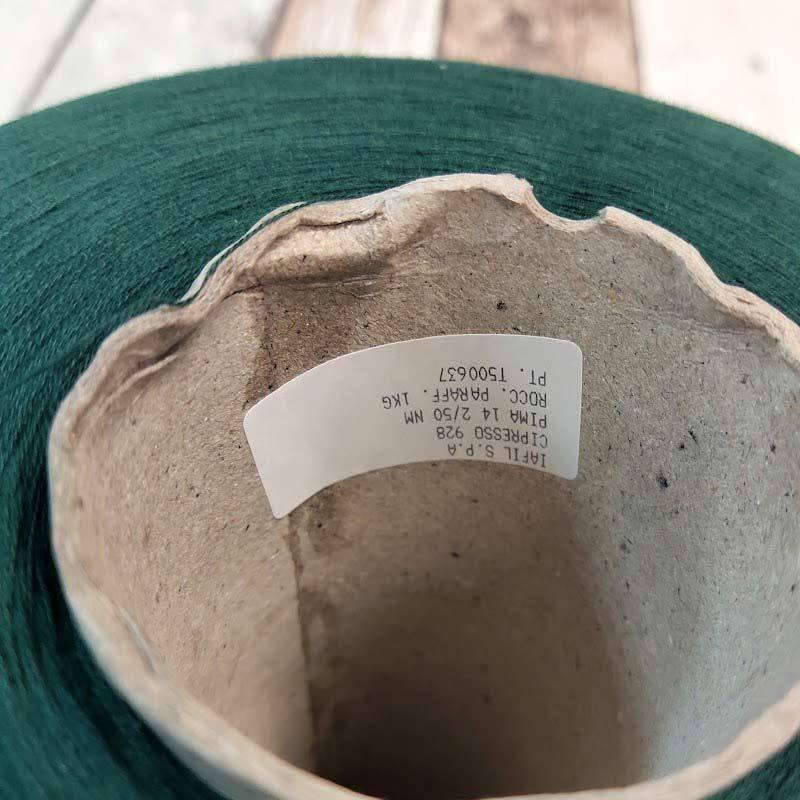 IAFIL S.P.A
CIPRESSO 928
PIMA 14 2/50 NM
ROCC. PARAFF. 1KG
PT. T500637